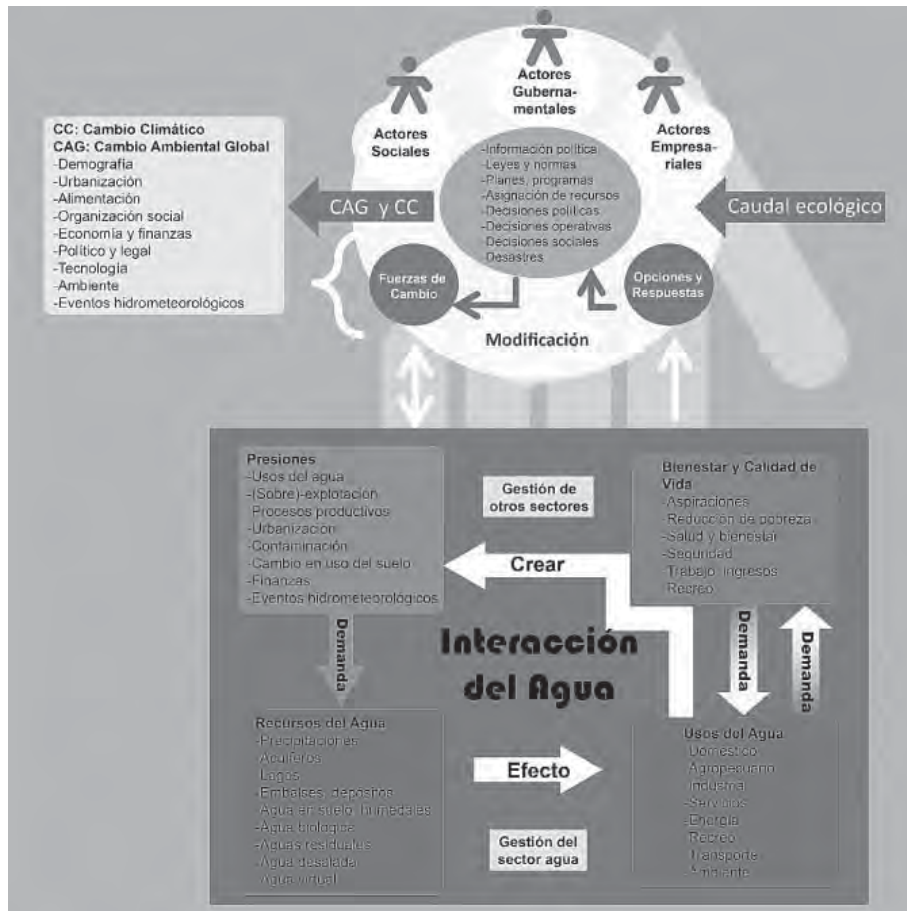 Actores
Guberna-
mentales
Actores
Sociales
Actores
Empresa-
riales
CC: Cambio Climático
CAG: Cambio Ambiental Global
-Demografía
-Urbanización
-Alimentación
-Organización social
-Economía y finanzas
-Político y legal
-Tecnología
-Ambiente
-Eventos hidrometeorológicos
CAG y CC
-Información política
-Leyes y normas
-Planes, programas
-Asignación de recursos
-Decisiones políticas
-Decisiones operativas
-Decisiones sociales
-Desastres
Caudal ecológico
Fuerzas de
Cambio
Opciones y
Respuestas
Modificación
Presiones
-Usos del agua
-(Sobre)-explotación
-Procesos productivos
-Urbanización
-Contaminación
-Cambio en uso del suelo
-Finanzas
-Eventos hidrometeorológicos
Gestión de
otros sectores
Bienestar y Calidad de
Vida
-Aspiraciones
-Reducción de pobreza
-Salud y bienestar
-Seguridad
-Trabajo, ingresos
-Recreo
Crear
Demanda
Interacción
del Agua
Demanda
Demanda
Recursos del Agua
-Precipitaciones
-Acuíferos
-Lagos
-Embalses, depósitos
-Agua en suelo, humedales
-Agua biológica
-Aguas residuales
-Agua desalada
-Agua virtual
Efecto
Gestión del
sector agua
Usos del Agua
-Doméstico
-Agropecuario
-Industrial
-Servicios
-Energía
-Recreo
-Transporte
-Ambiente